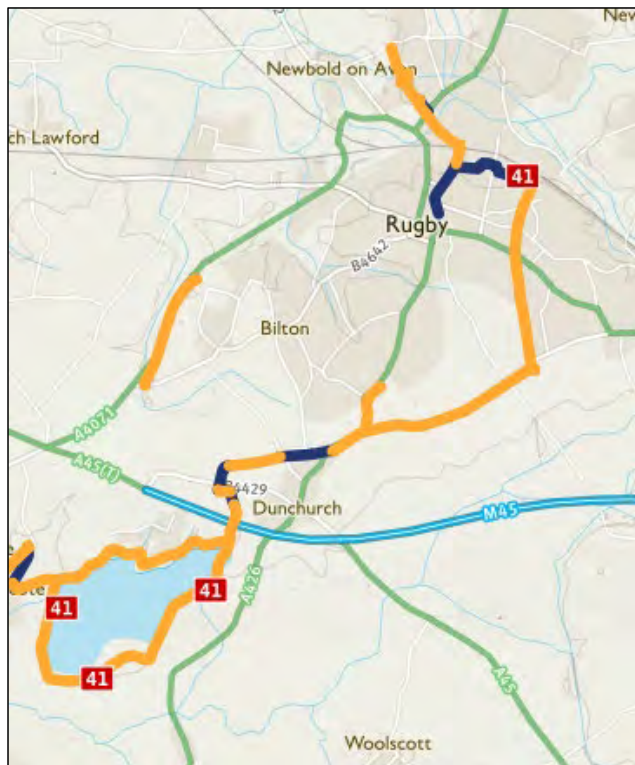 New
Newbold on Avon
ch Lawford
41
Rugby
B4642
Bilton
A4071
A45(T)
B4429
Dunchurch
M45
41
41
A426
41
A45
Woolscott